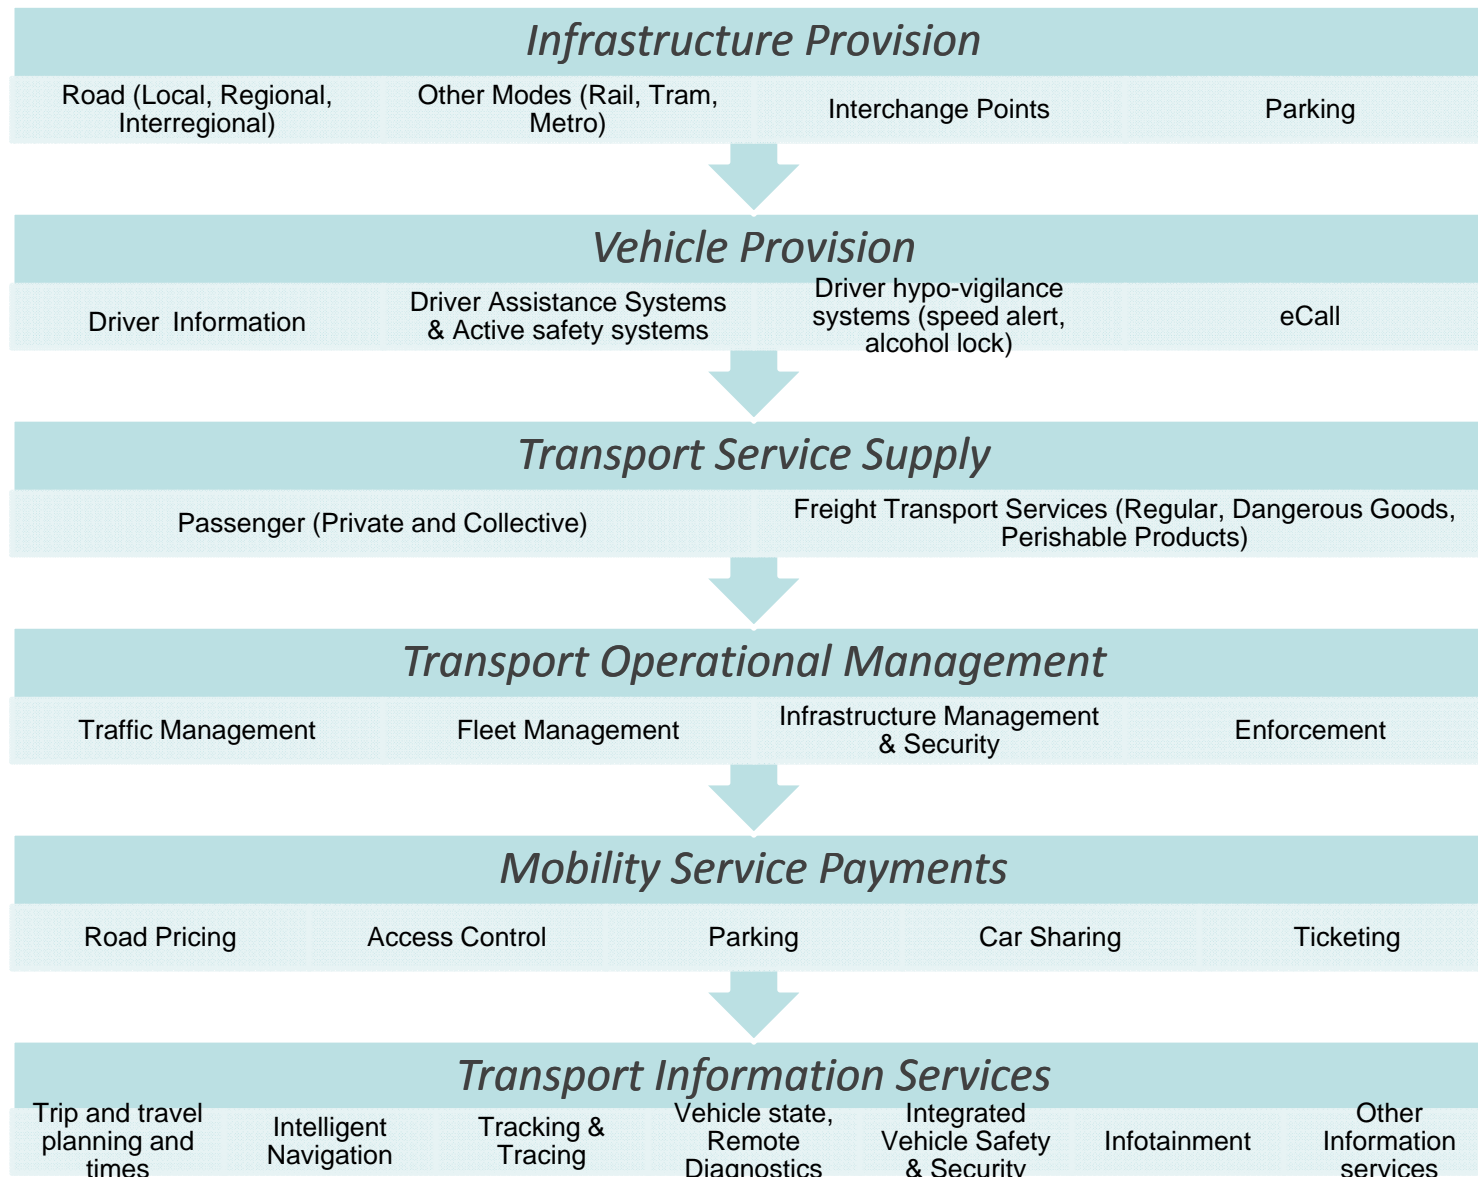 Infrastructure Provision
Road (Local, Regional,
Interregional)
Other Modes (Rail, Tram,
Metro)
Interchange Points
Parking
Vehicle Provision
Driver Information
Driver Assistance Systems
& Active safety systems
Driver hypo-vigilance
systems (speed alert,
alcohol lock)
eCall
Transport Service Supply
Passenger (Private and Collective)
Freight Transport Services (Regular, Dangerous Goods,
Perishable Products)
Transport Operational Management
Traffic Management
Fleet Management
Infrastructure Management
& Security
Enforcement
Mobility Service Payments
Road Pricing
Access Control
Parking
Car Sharing
Ticketing
Transport Information Services
Trip and travel
planning and
times
Intelligent
Navigation
Tracking &
Tracing
Vehicle state,
Remote
Diagnostics
Integrated
Vehicle Safety
& Security
Infotainment
Other
Information
services